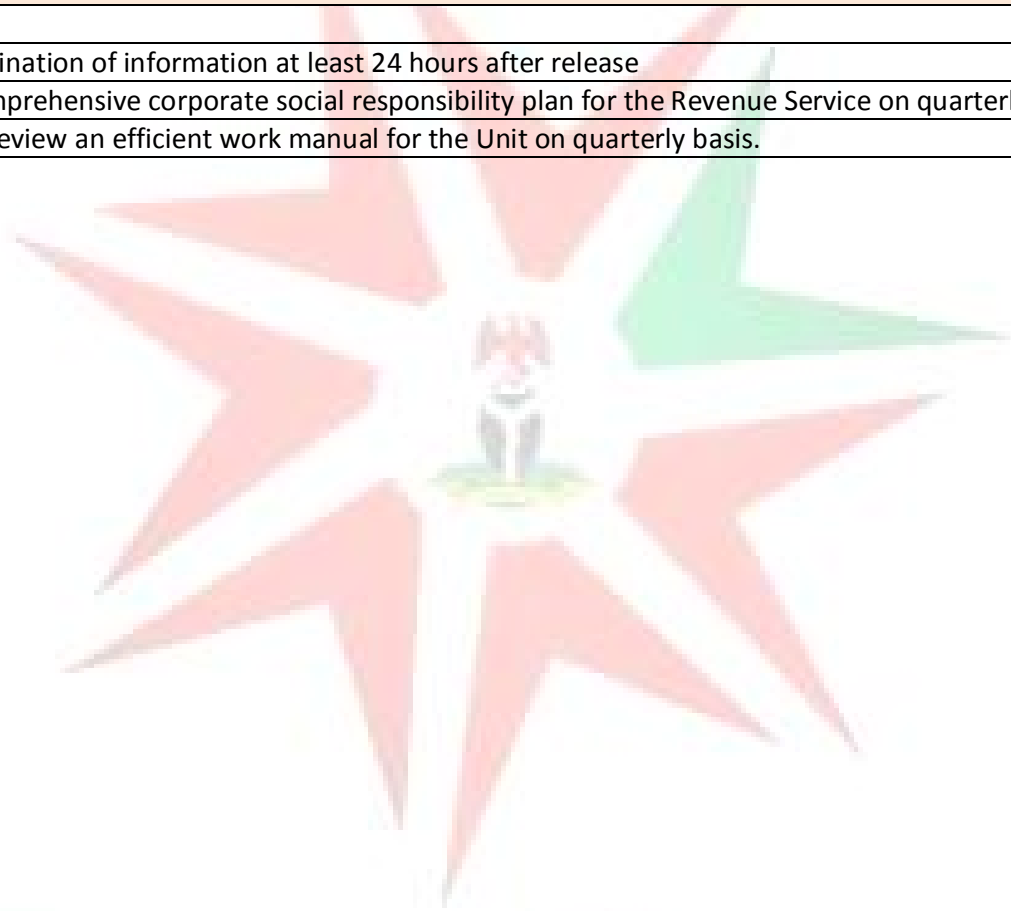 ination of information at least 24 hours after release
nprehensive corporate social responsibility plan for the Revenue Service on quarterl
eview an efficient work manual for the Unit on quarterly basis.